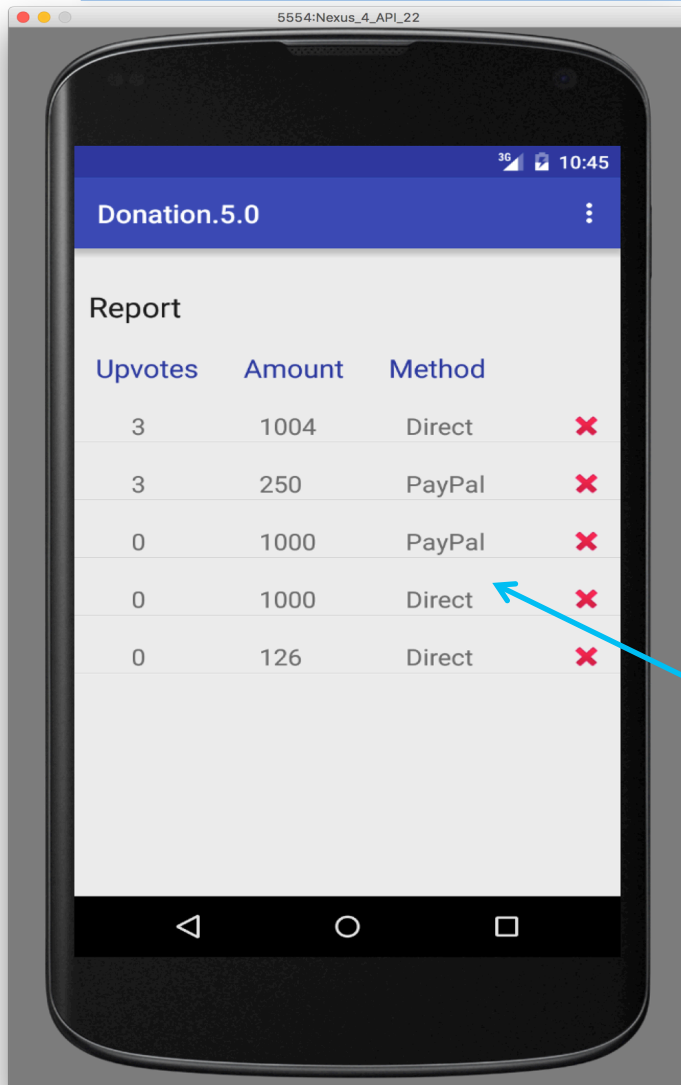 5554:Nexus_4_API_22
3G 10:45
Donation.5.0
Report
Upvotes Amount Method
3 1004 Direct
3 250 PayPal
0 1000 PayPal
0 1000 Direct
0 126 Direct